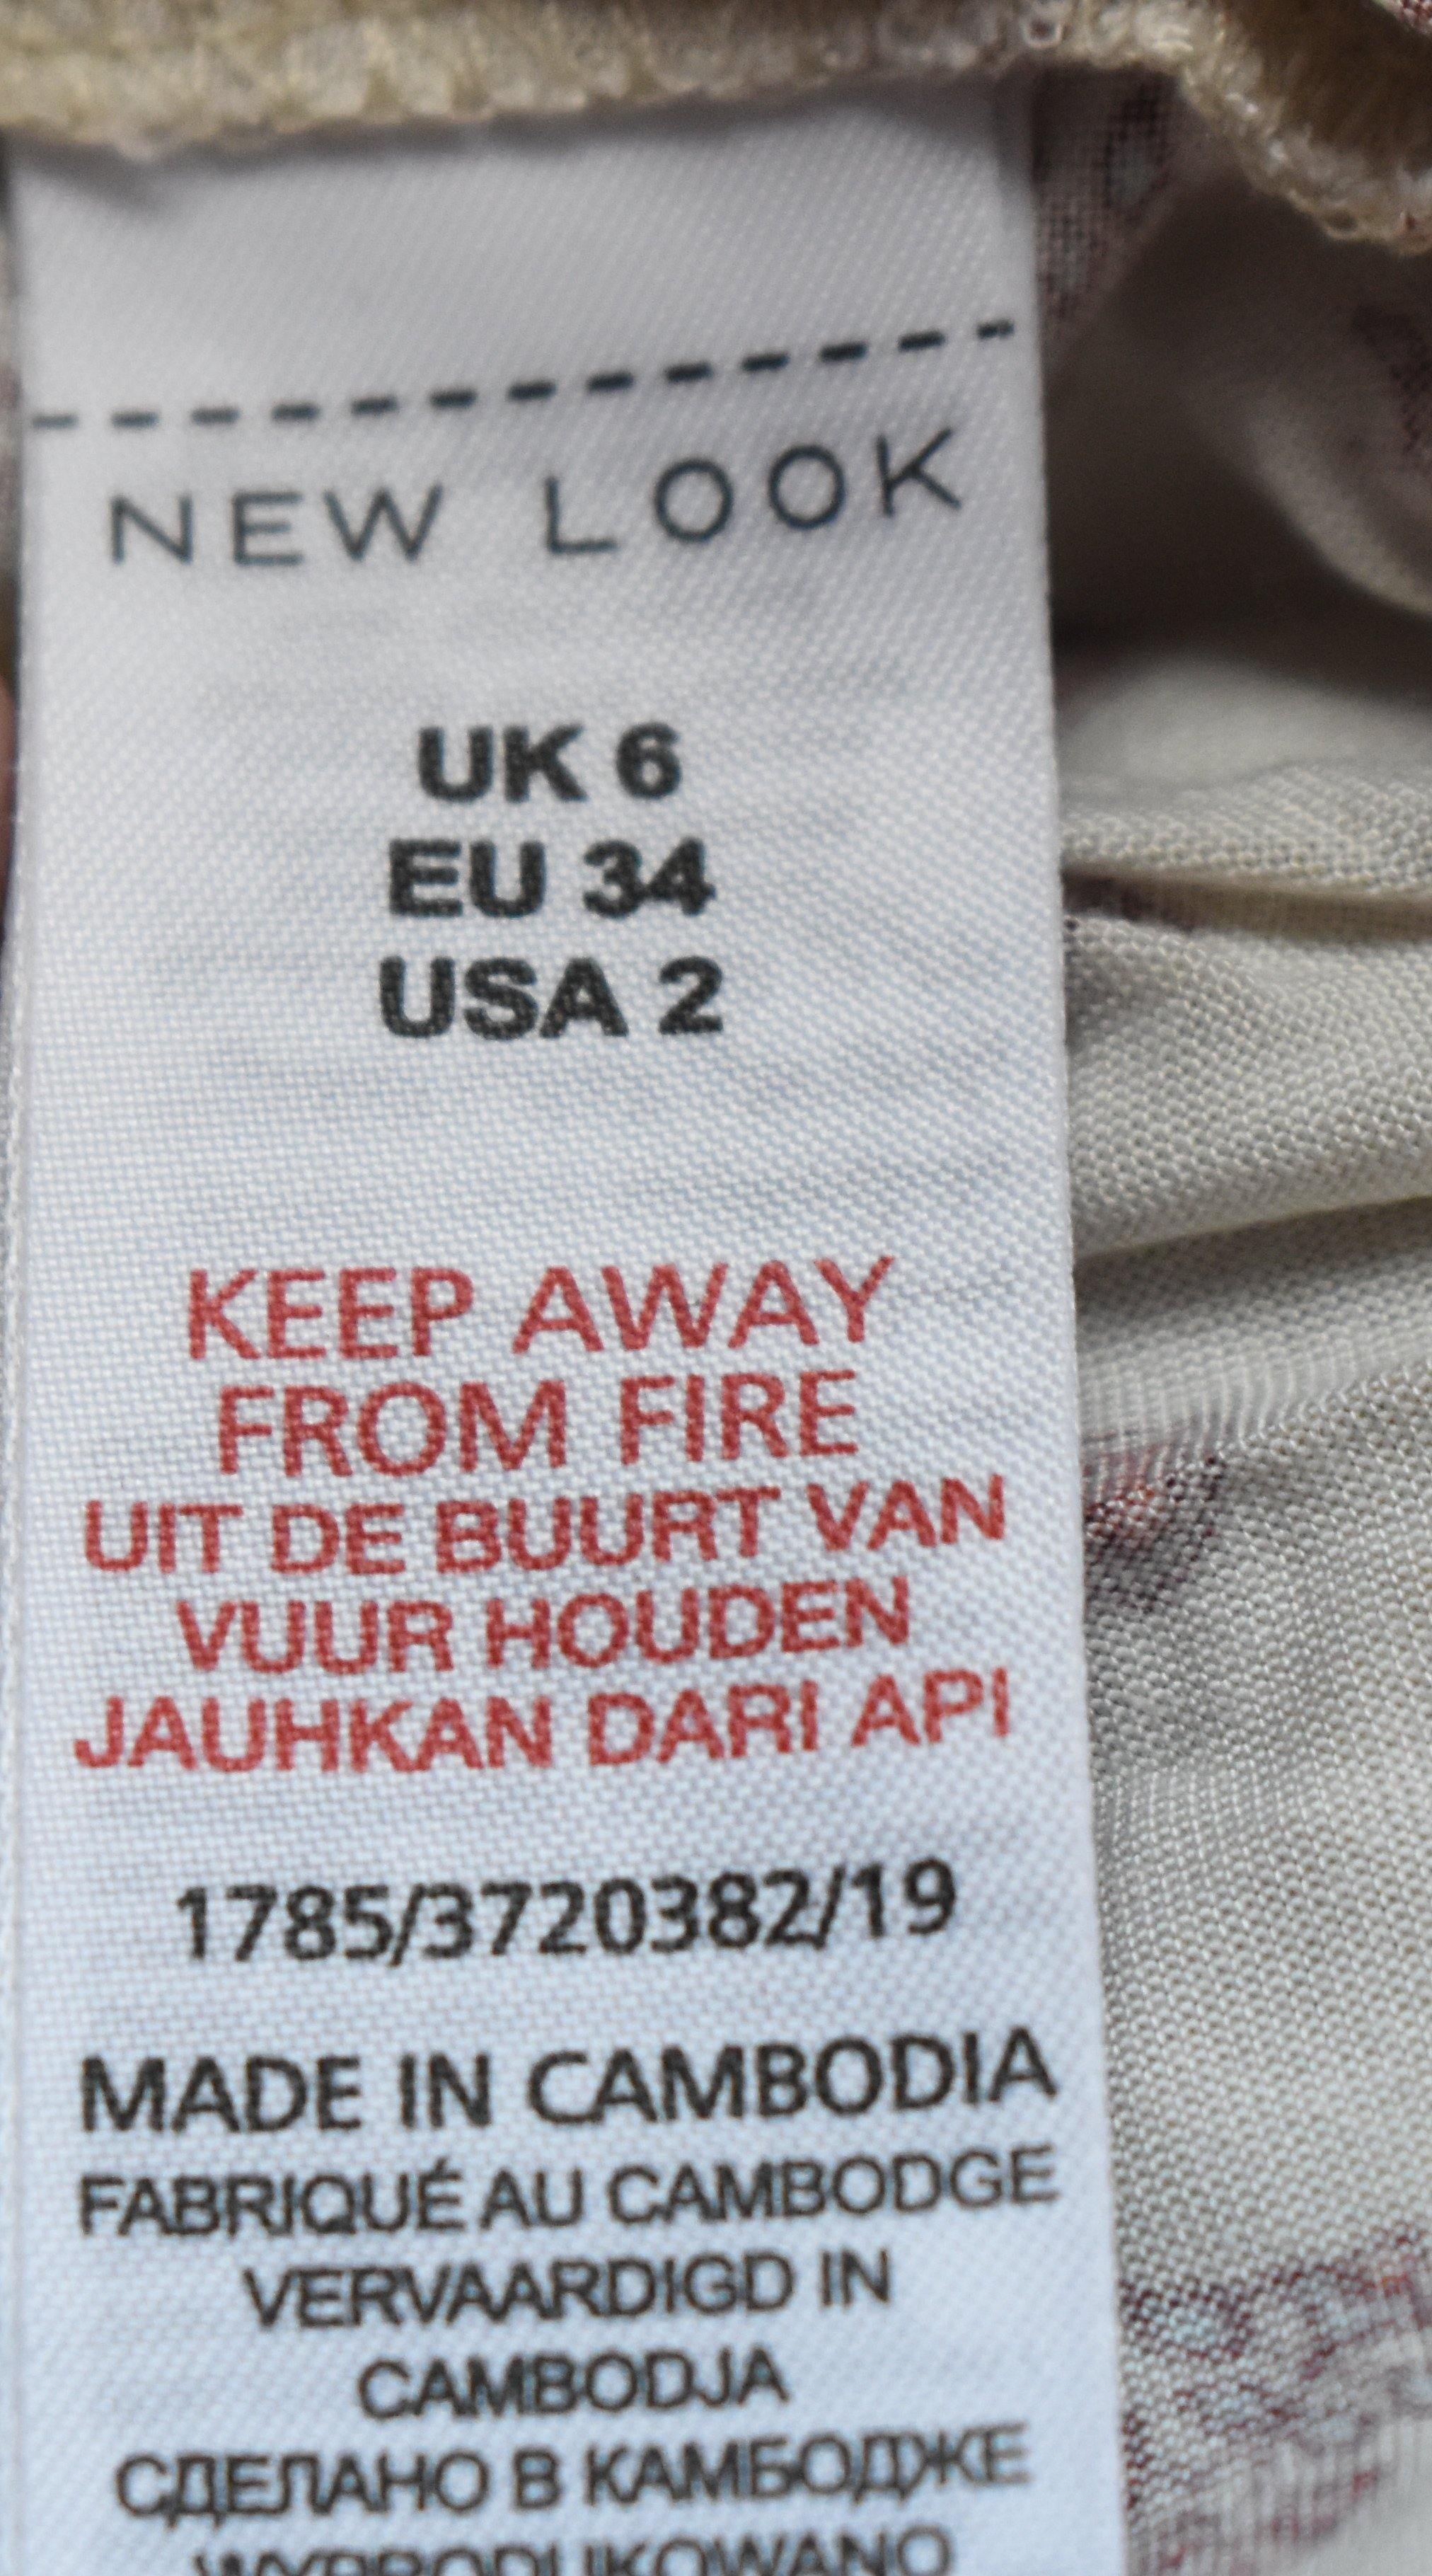 NEW LOOK
UK 6
EU 34
USA 2
KEEP AWAY
FROM FIRE
UIT DE BUURT VAN
VUUR HOUDEN
JAUHKAN DARI API
1785/3720382/19
MADE IN CAMBODIA
FABRIQUÉ AU CAMBODGE
VERVAARDIGD IN
CAMBODJA
СДЕЛАНО В КАМБОДЖЕ
WYPRODUKOWANO